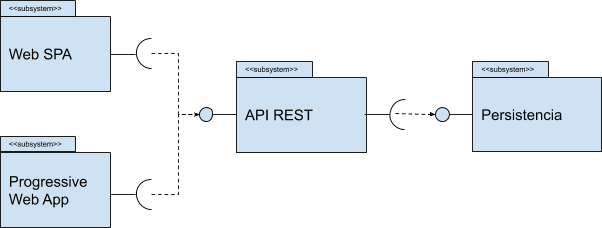 <<subsystem>>
Web SPA
<<subsystem>>
API REST
<<subsystem>>
Persistencia
<<subsystem>>
Progressive
Web App